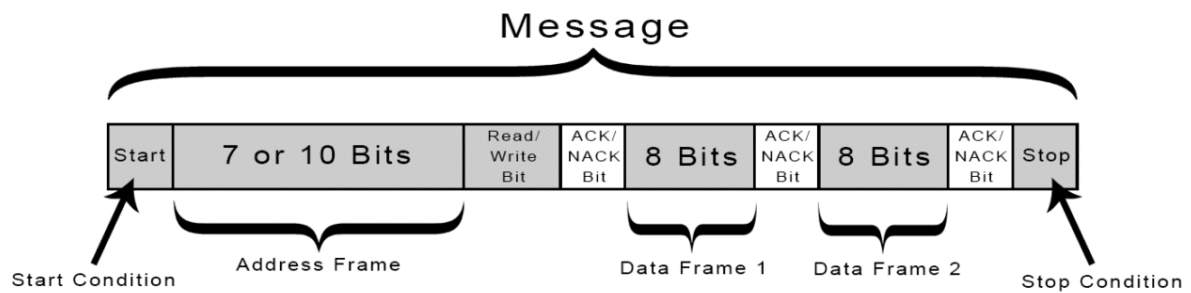 Message
Start
7 or 10 Bits
Read/
Write
Bit
ACK/
NACK
Bit
8 Bits
ACK/
NACK
Bit
8 Bits
ACK/
NACK
Bit
Stop
Start Condition
Address Frame
Data Frame 1
Data Frame 2
Stop Condition